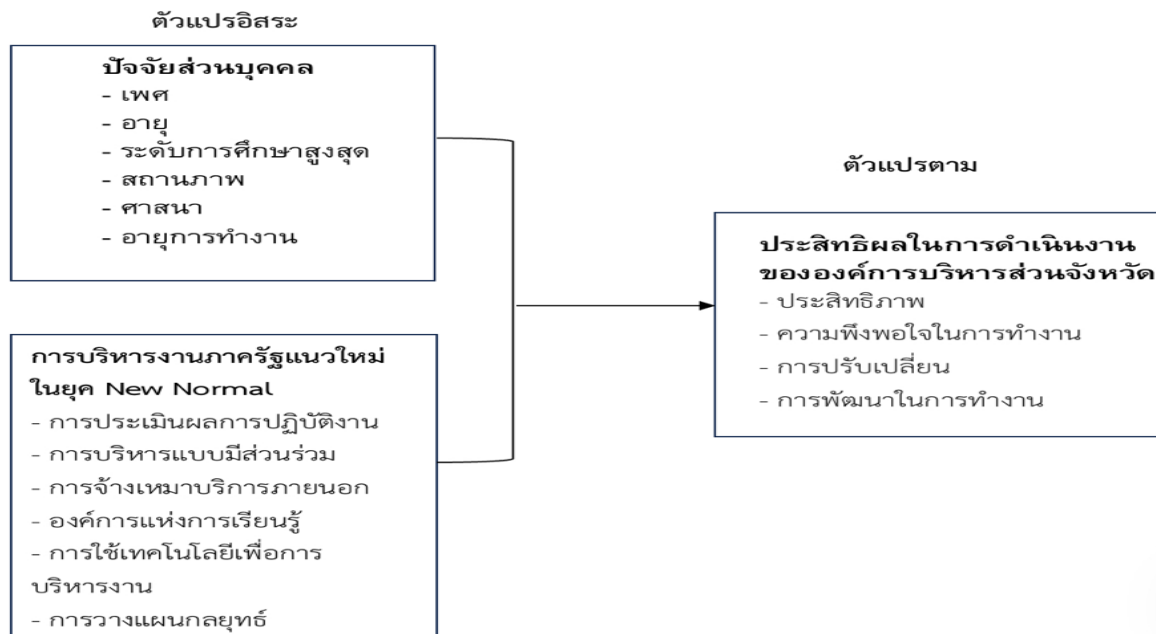 ตัวแปรอิสระ
ปัจจัยส่วนบุคคล
- เพศ
- อายุ
- ระดับการศึกษาสูงสุด
- สถานภาพ
- ศาสนา
- อายุการทำงาน
การบริหารงานภาครัฐแนวใหม่
ในยุค New Normal
- การประเมินผลการปฏิบัติงาน
- การบริหารแบบมีส่วนร่วม
- การจ้างเหมาบริการภายนอก
- องค์การแห่งการเรียนรู้
- การใช้เทคโนโลยีเพื่อการ
บริหารงาน
- การวางแผนกลยุทธ์
ตัวแปรตาม
ประสิทธิผลในการดำเนินงาน
ขององค์การบริหารส่วนจังหวัด
- ประสิทธิภาพ
- ความพึงพอใจในการทำงาน
- การปรับเปลี่ยน
- การพัฒนาในการทำงาน